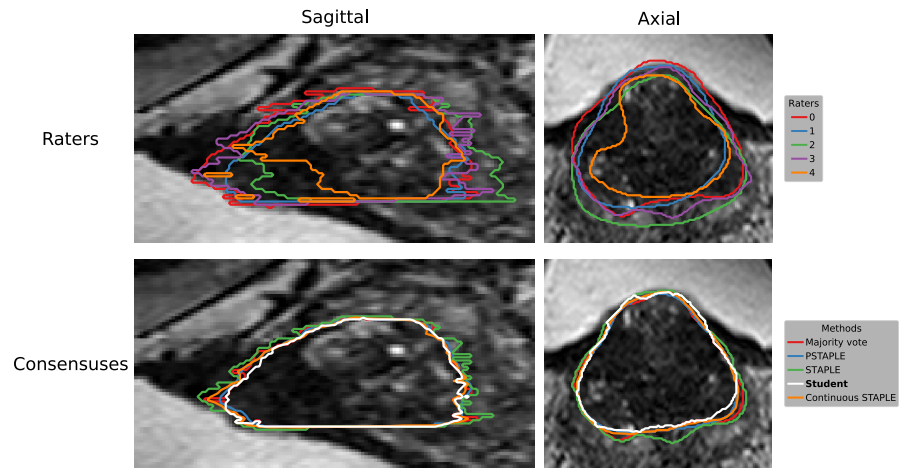 Sagittal
Axial
Raters
Raters
0
1
2
3
4
Consensuses
Methods
Majority vote
PSTAPLE
STAPLE
Student
Continuous STAPLE